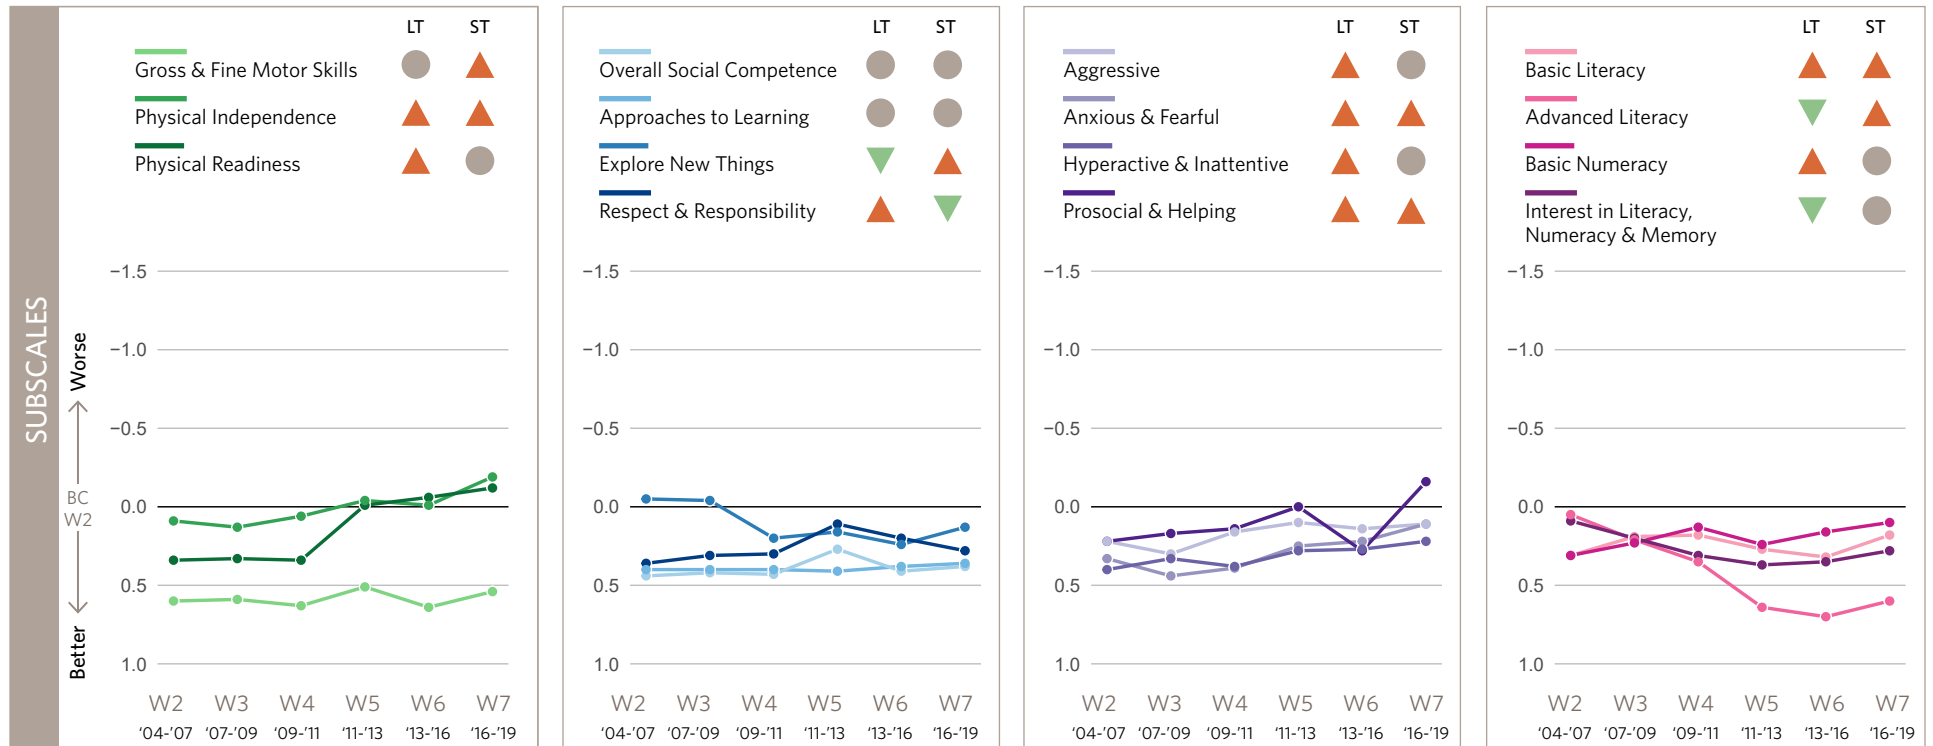 SUBSCALES
Worse
BC
W2
Better
LT ST
Gross & Fine Motor Skills
Physical Independence
Physical Readiness
−1.5
−1.0
−0.5
0.0
0.5
1.0
W2 W3 W4 W5 W6 W7
‘04-’07 ‘07-’09 ‘09-’11 ‘11-’13 ‘13-’16 ‘16-’19
LT ST
Overall Social Competence
Approaches to Learning
Explore New Things
Respect & Responsibility
−1.5
−1.0
−0.5
0.0
0.5
1.0
W2 W3 W4 W5 W6 W7
‘04-’07 ‘07-’09 ‘09-’11 ‘11-’13 ‘13-’16 ‘16-’19
LT ST
Aggressive
Anxious & Fearful
Hyperactive & Inattentive
Prosocial & Helping
−1.5
−1.0
−0.5
0.0
0.5
1.0
W2 W3 W4 W5 W6 W7
‘04-’07 ‘07-’09 ‘09-’11 ‘11-’13 ‘13-’16 ‘16-’19
LT ST
Basic Literacy
Advanced Literacy
Basic Numeracy
Interest in Literacy,
Numeracy & Memory
−1.5
−1.0
−0.5
0.0
0.5
1.0
W2 W3 W4 W5 W6 W7
‘04-’07 ‘07-’09 ‘09-’11 ‘11-’13 ‘13-’16 ‘16-’19